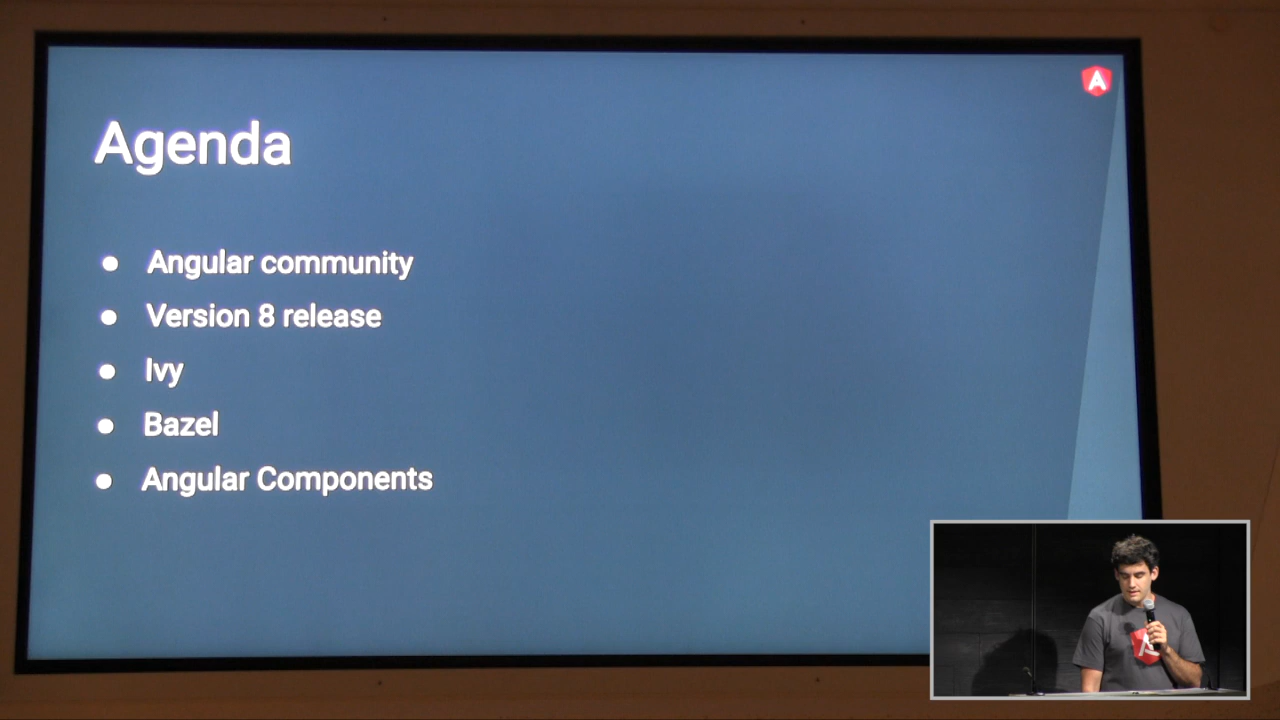 Agenda
● Angular community
● Version 8 release
● Ivy
● Bazel
● Angular Components